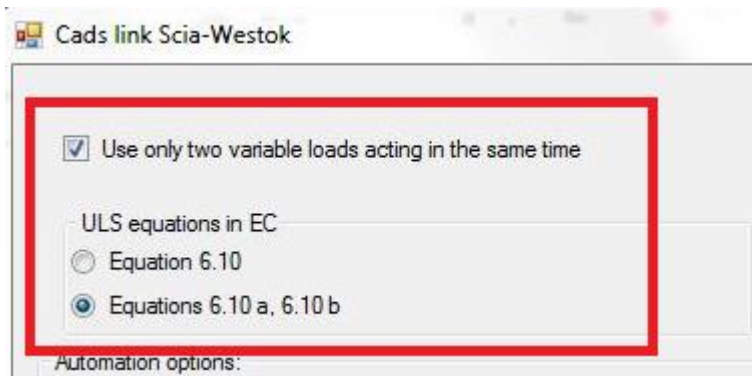 Cads link Scia-Westok
Use only two variable loads acting in the same time
ULS equations in EC
Equation 6.10
Equations 6.10 a, 6.10 b
Automation options: